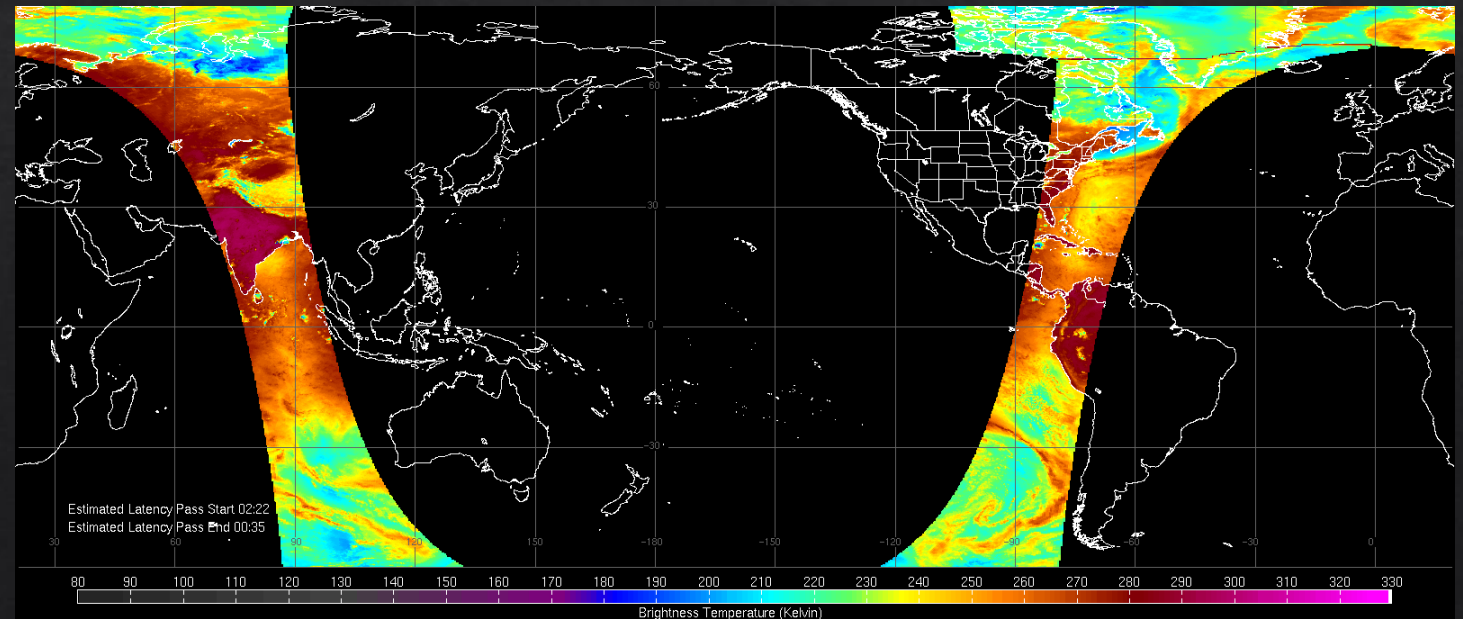 60
30
0
-30
Estimated Latency Pass Start 02:22
Estimated Latency Pass End 00:35
30 60 90 120 150 -180 -150 -120 -90 -60 -30 0
80 90 100 110 120 130 140 150 160 170 180 190 200 210 220 230 240 250 260 270 280 290 300 310 320 330
Brightness Temperature (Kelvin)